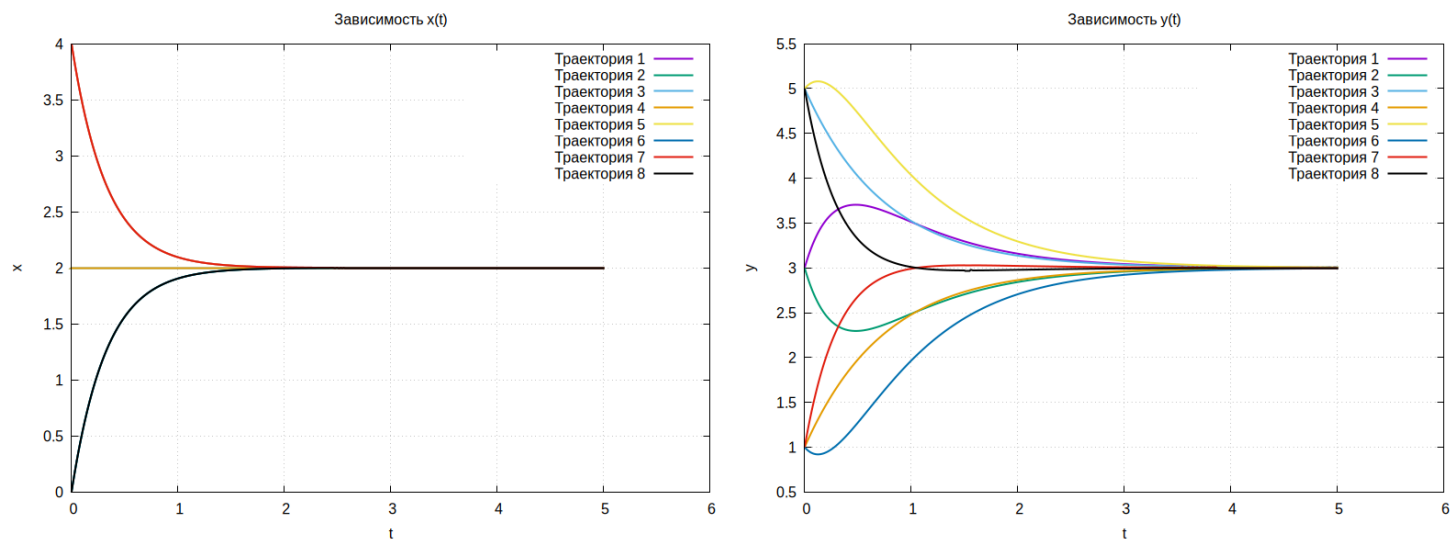 Зависимость x(t)
4
3.5
3
2.5
2
1.5
1
0.5
0
x
0 1 2 3 4 5 6
t
Траектория 1
Траектория 2
Траектория 3
Траектория 4
Траектория 5
Траектория 6
Траектория 7
Траектория 8
Зависимость y(t)
5.5
5
4.5
4
3.5
3
2.5
2
1.5
1
0.5
y
0 1 2 3 4 5 6
t
Траектория 1
Траектория 2
Траектория 3
Траектория 4
Траектория 5
Траектория 6
Траектория 7
Траектория 8